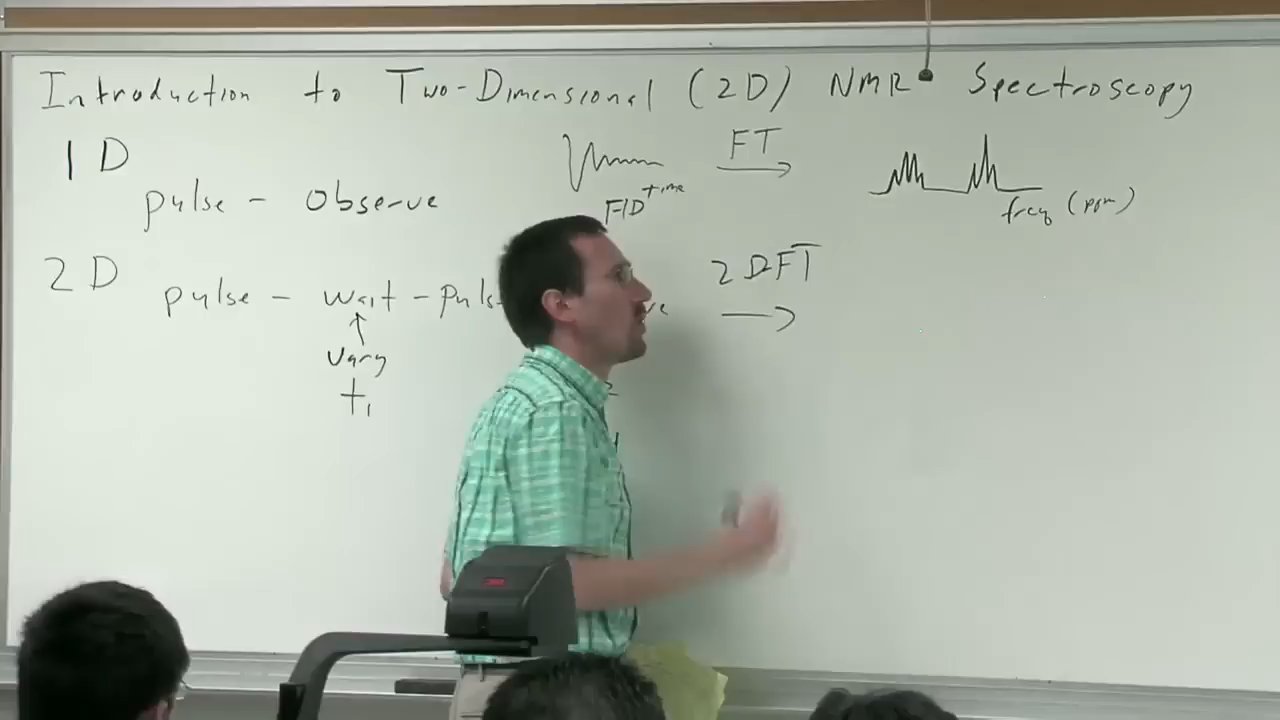 Introduction to Two-Dimensional (2D) NMR Spectroscopy
1D
FT
pulse - observe
time
FID
freq (ppm)
2D
2DFT
pulse - wait - puls
vary
t₁
3M